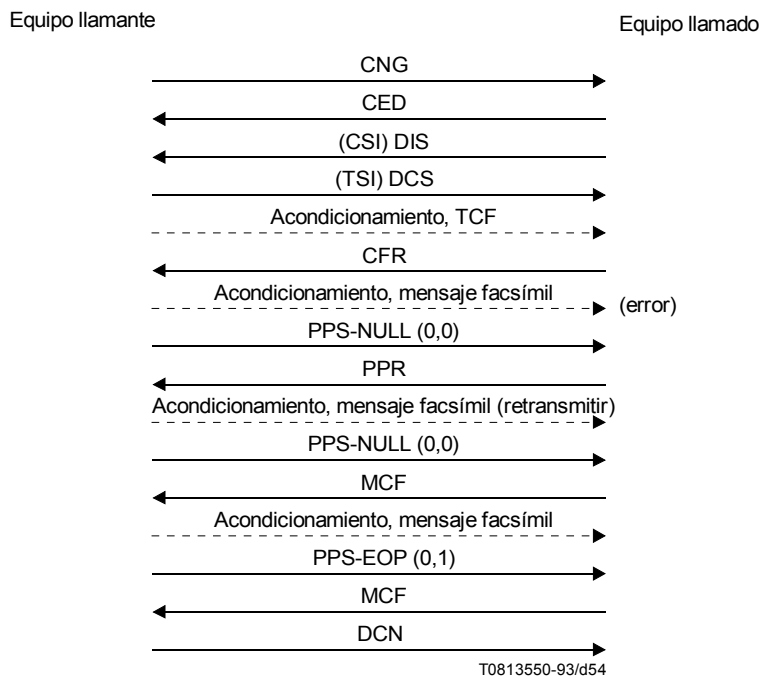 Equipo llamante
Equipo llamado
CNG
CED
(CSI) DIS
(TSI) DCS
Acondicionamiento, TCF
CFR
Acondicionamiento, mensaje facsímil
(error)
PPS-NULL (0,0)
PPR
Acondicionamiento, mensaje facsímil (retransmitir)
PPS-NULL (0,0)
MCF
Acondicionamiento, mensaje facsímil
PPS-EOP (0,1)
MCF
DCN
T0813550-93/d54